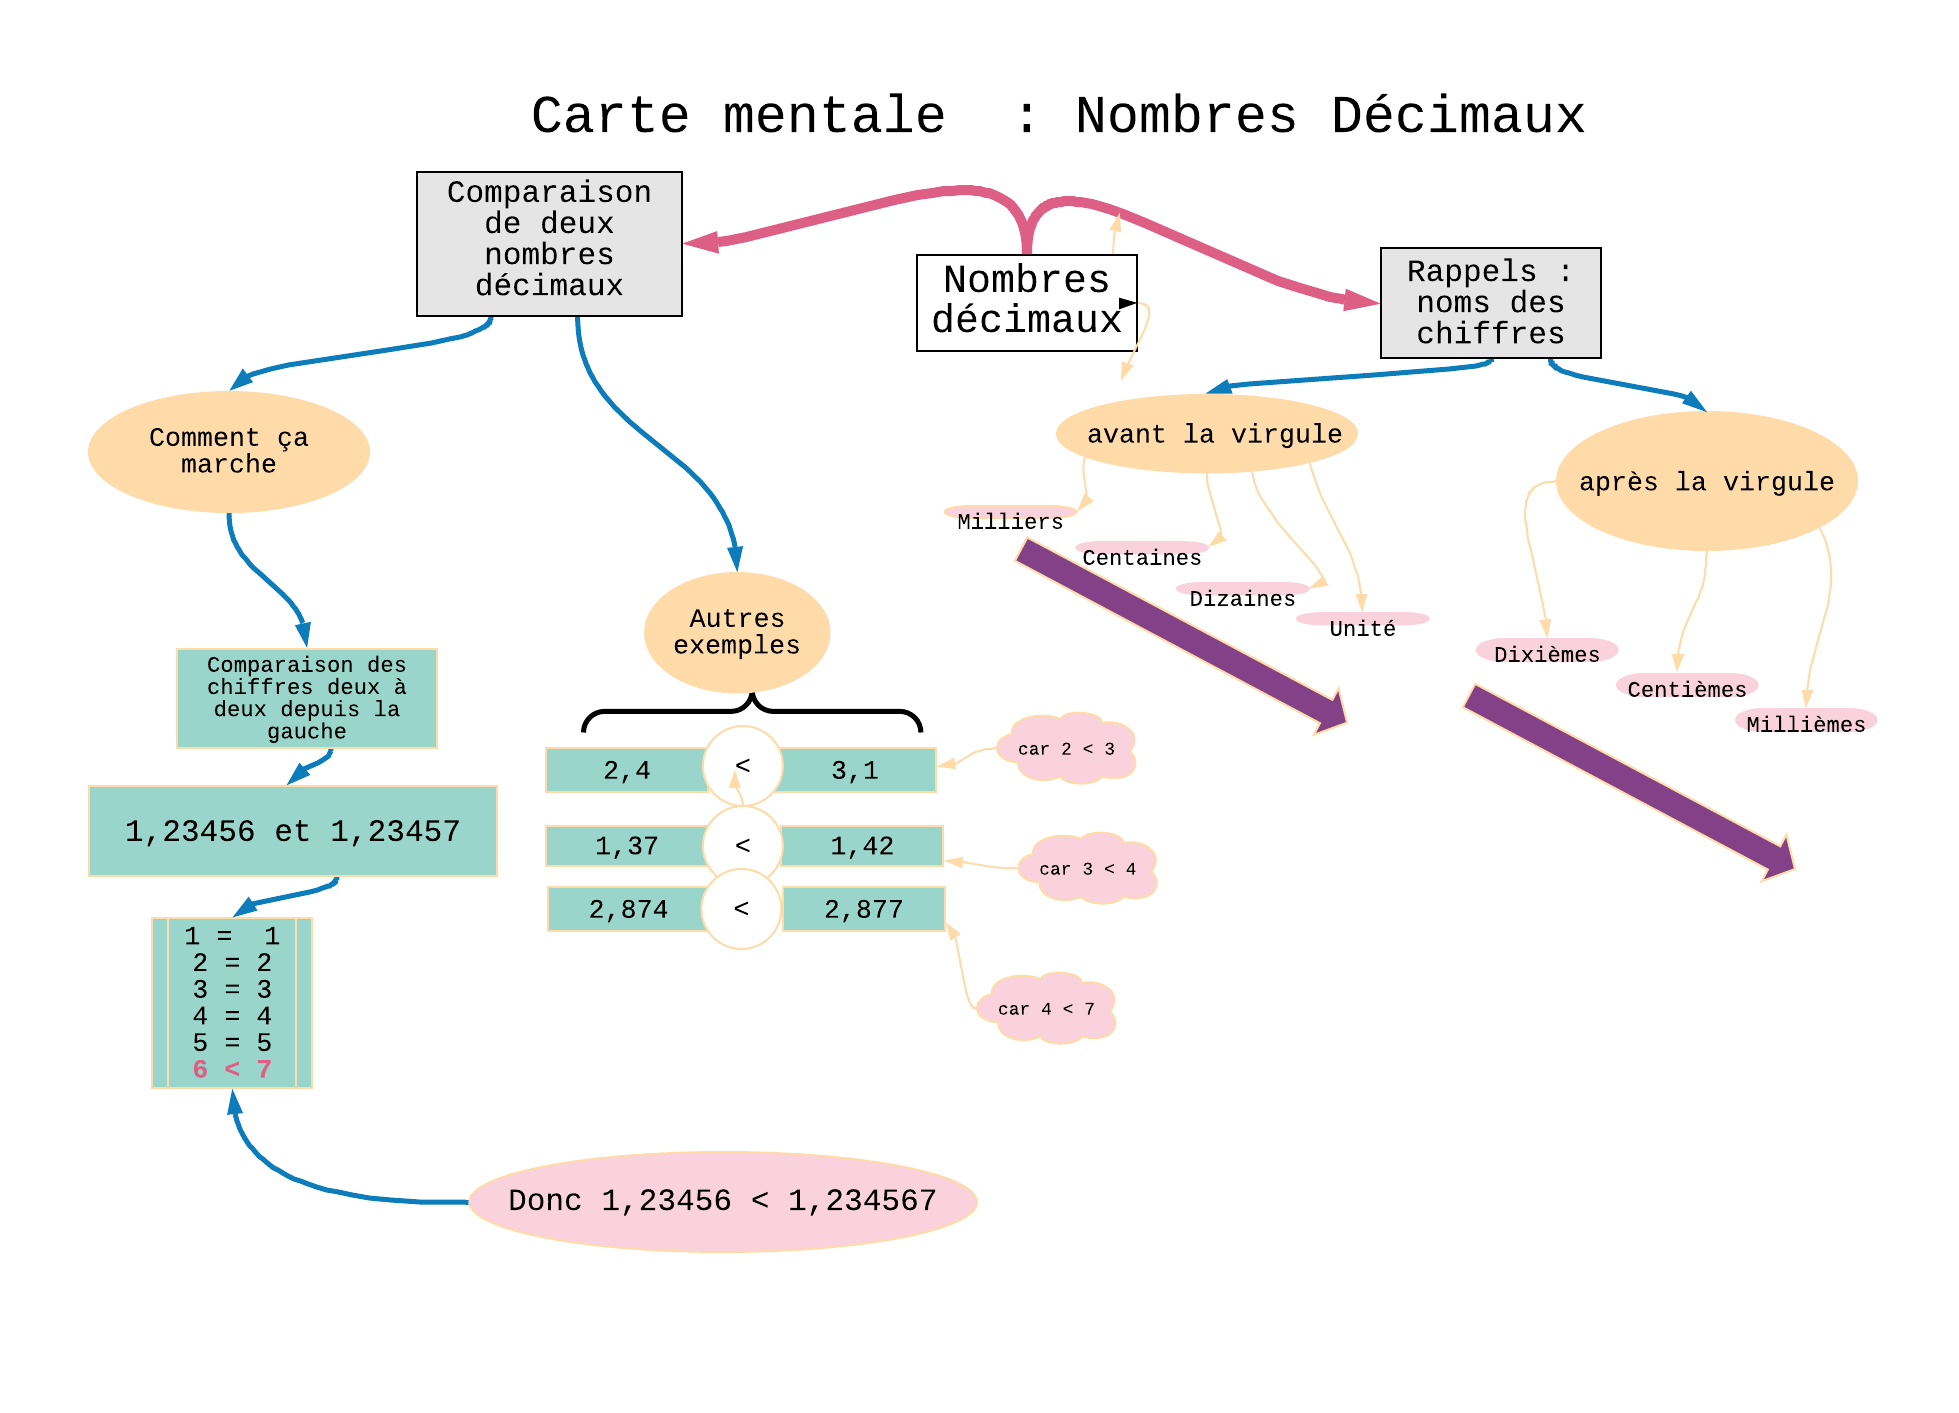 Carte mentale  : Nombres Décimaux
Comparaison
de deux
nombres
décimaux
Nombres
décimaux
Rappels :
noms des
chiffres
Comment ça
marche
Comparaison des
chiffres deux à
deux depuis la
gauche
1,23456 et 1,23457
1 =  1
2 = 2
3 = 3
4 = 4
5 = 5
6 < 7
Donc 1,23456 < 1,234567
Autres
exemples
2,4 < 3,1
car 2 < 3
1,37 < 1,42
car 3 < 4
2,874 < 2,877
car 4 < 7
avant la virgule
Milliers
Centaines
Dizaines
Unité
après la virgule
Dixièmes
Centièmes
Millièmes